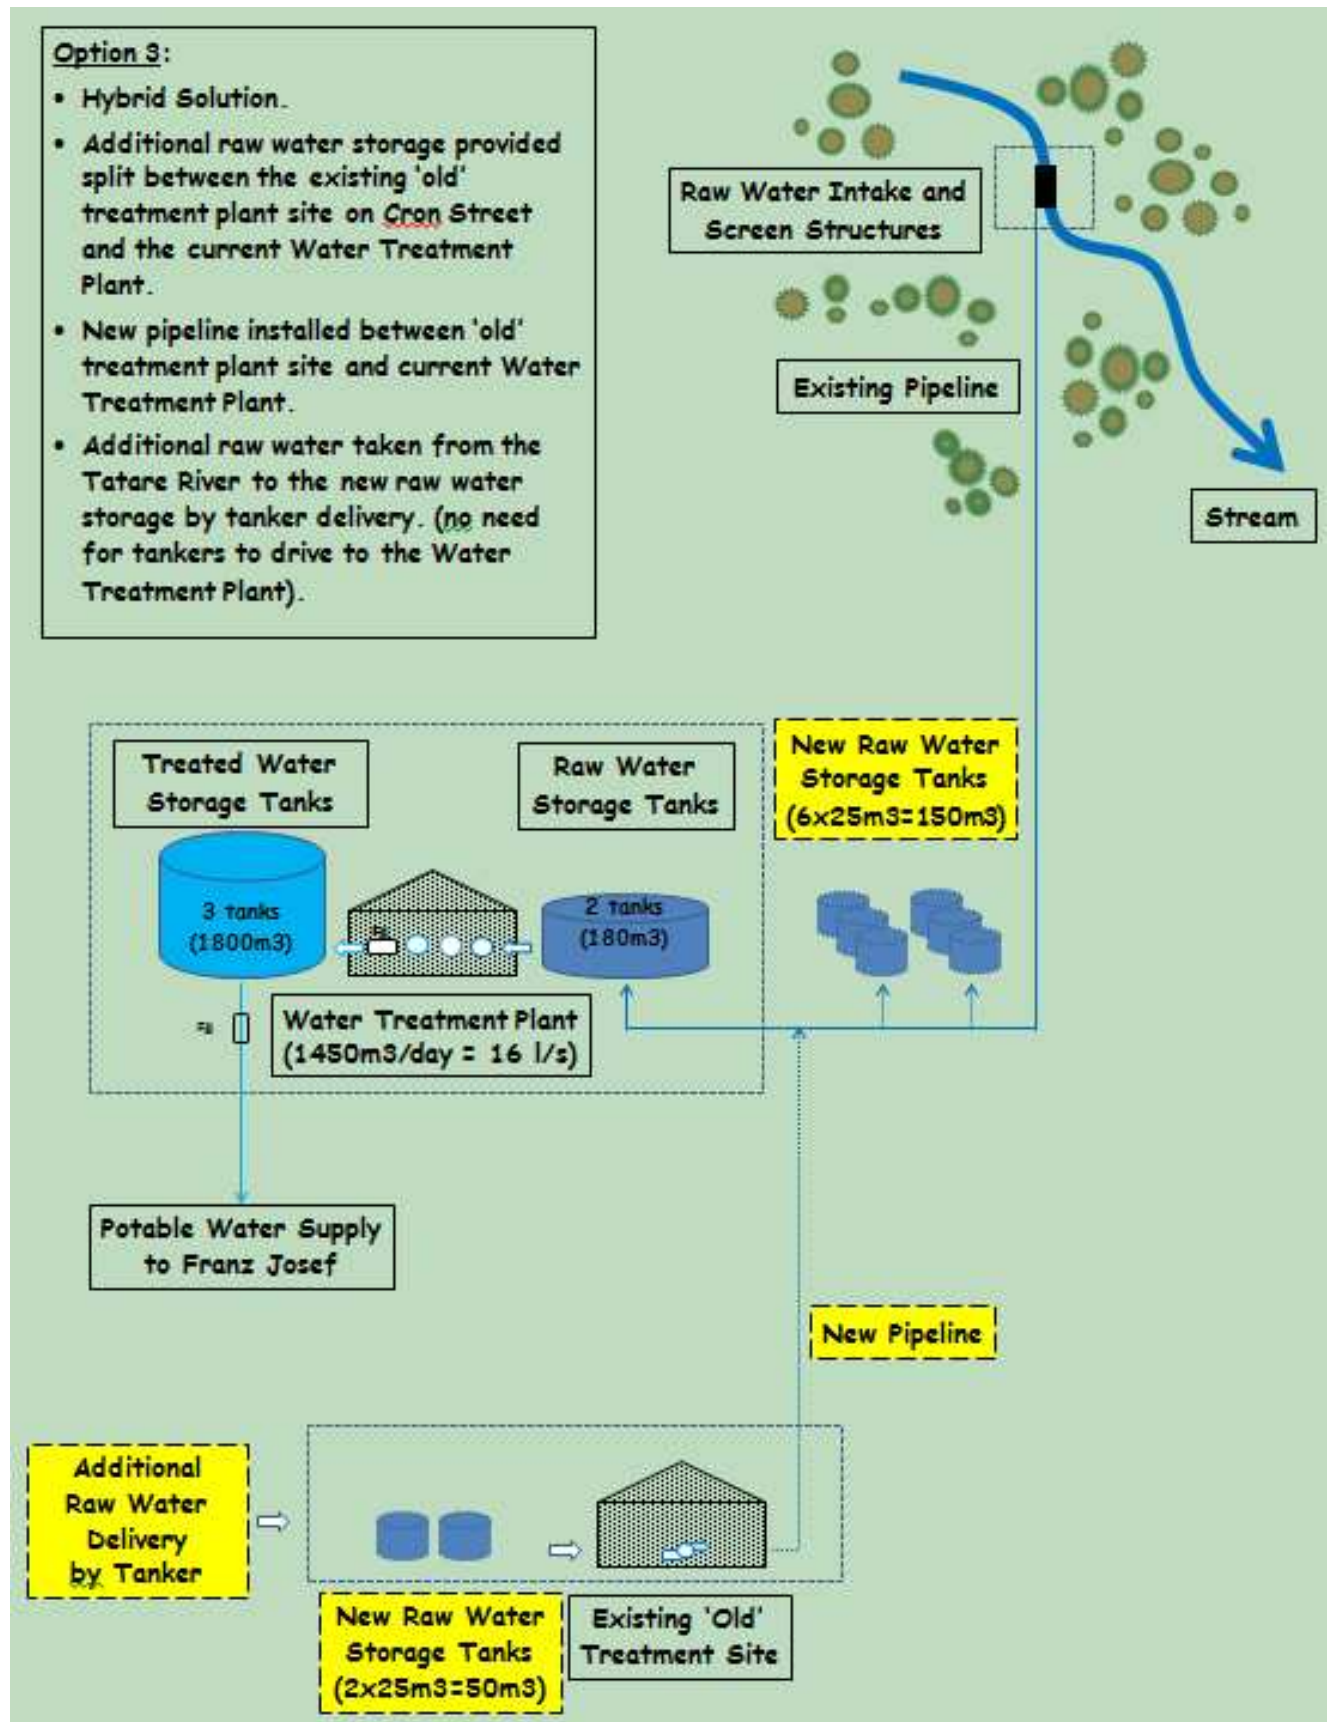 Option 3:
• Hybrid Solution.
• Additional raw water storage provided
split between the existing 'old'
treatment plant site on Cron Street
and the current Water Treatment
Plant.
• New pipeline installed between 'old'
treatment plant site and current Water
Treatment Plant.
• Additional raw water taken from the
Tatare River to the new raw water
storage by tanker delivery. (no need
for tankers to drive to the Water
Treatment Plant).
Raw Water Intake and
Screen Structures
Existing Pipeline
Stream
Treated Water
Storage Tanks
Raw Water
Storage Tanks
New Raw Water
Storage Tanks
(6x25m3=150m3)
3 tanks
(1800m3)
2 tanks
(180m3)
Water Treatment Plant
(1450m3/day = 16 l/s)
Potable Water Supply
to Franz Josef
New Pipeline
Additional
Raw Water
Delivery
by Tanker
New Raw Water
Storage Tanks
(2x25m3=50m3)
Existing 'Old'
Treatment Site